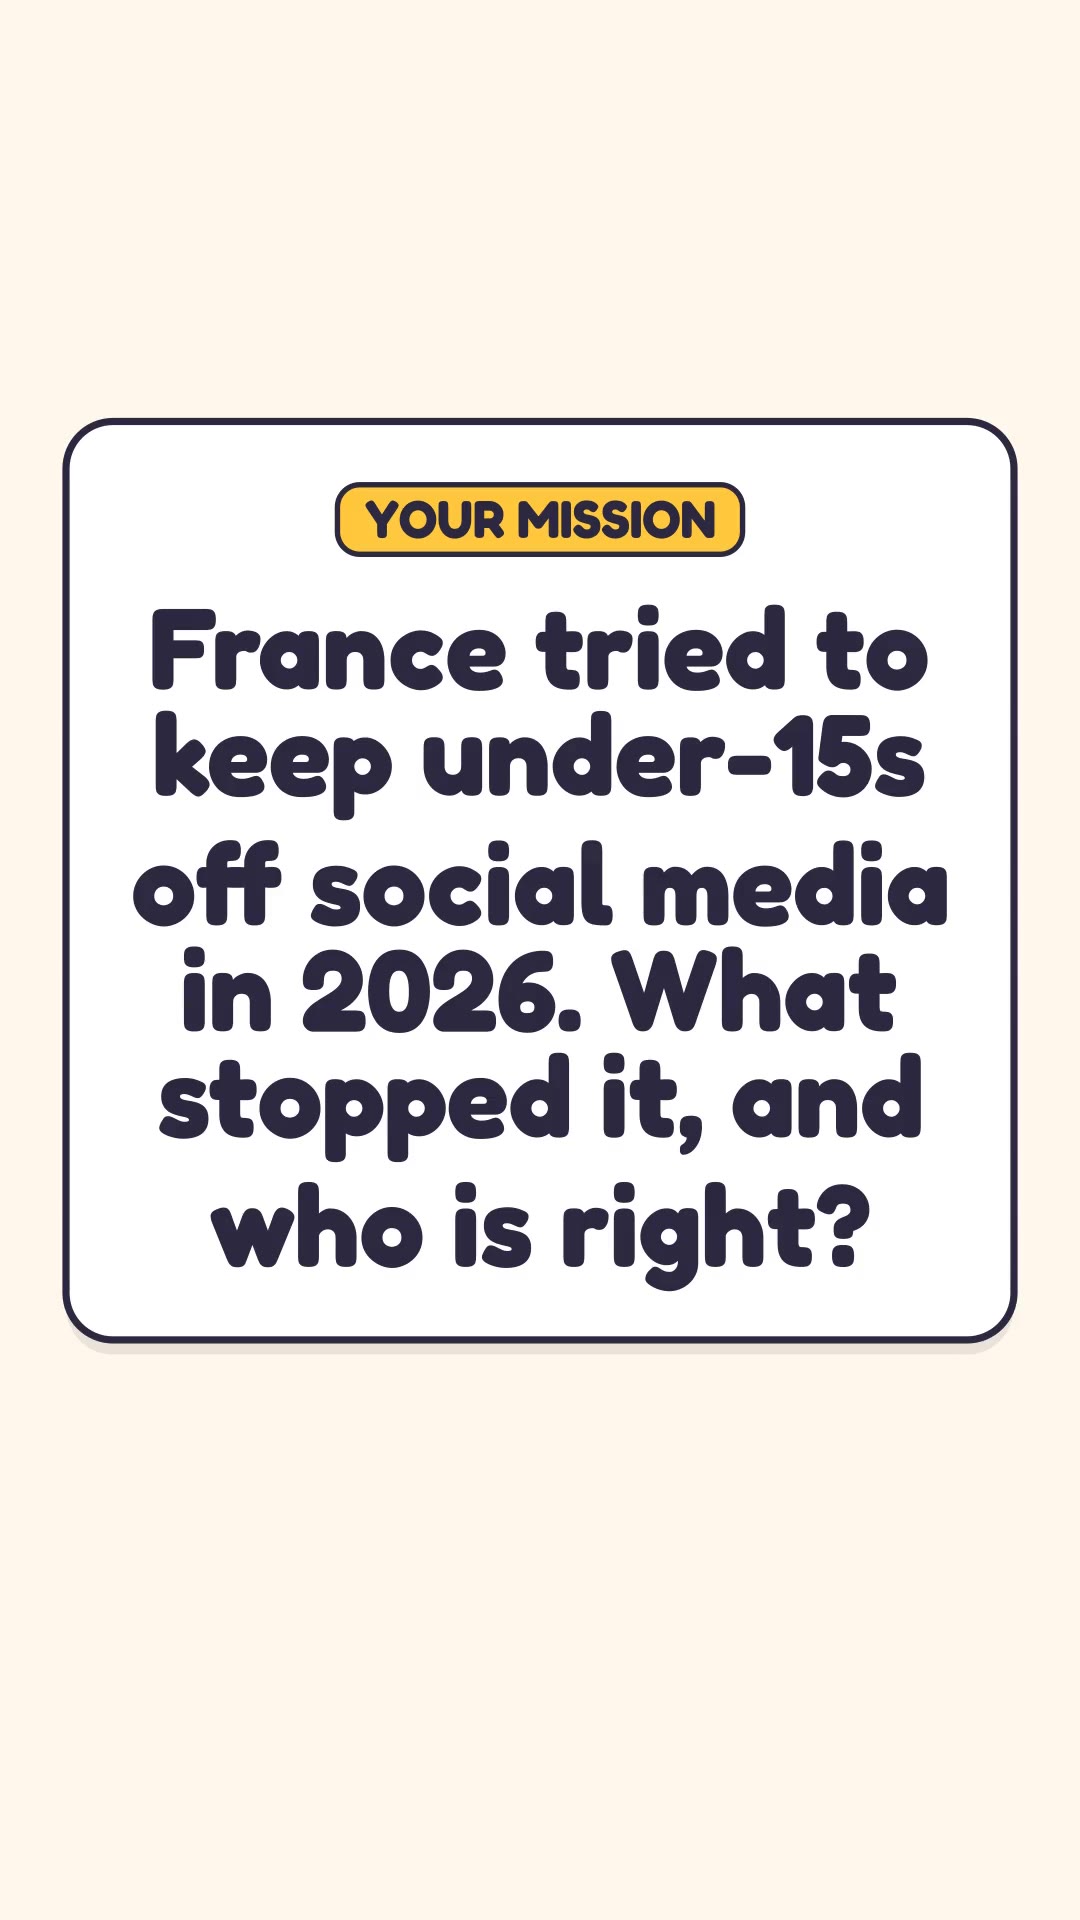 YOUR MISSION
France tried to
keep under-15s
off social media
in 2026. What
stopped it, and
who is right?